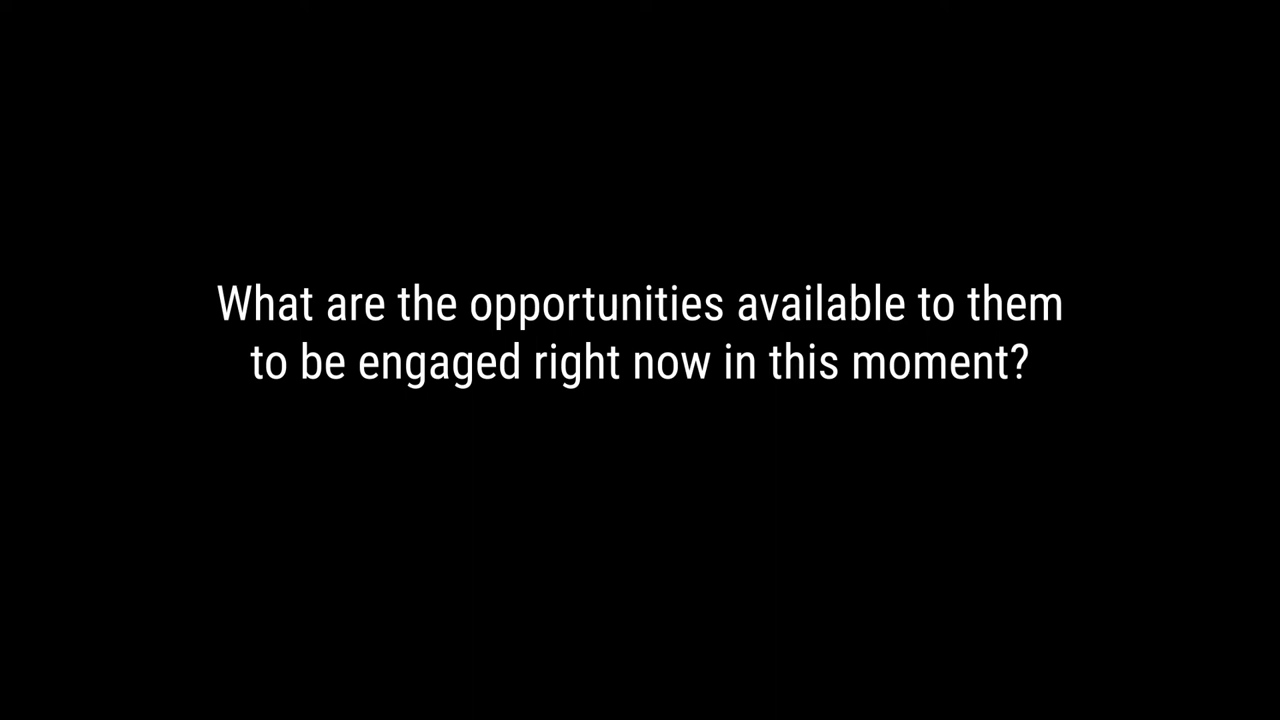 What are the opportunities available to them
to be engaged right now in this moment?